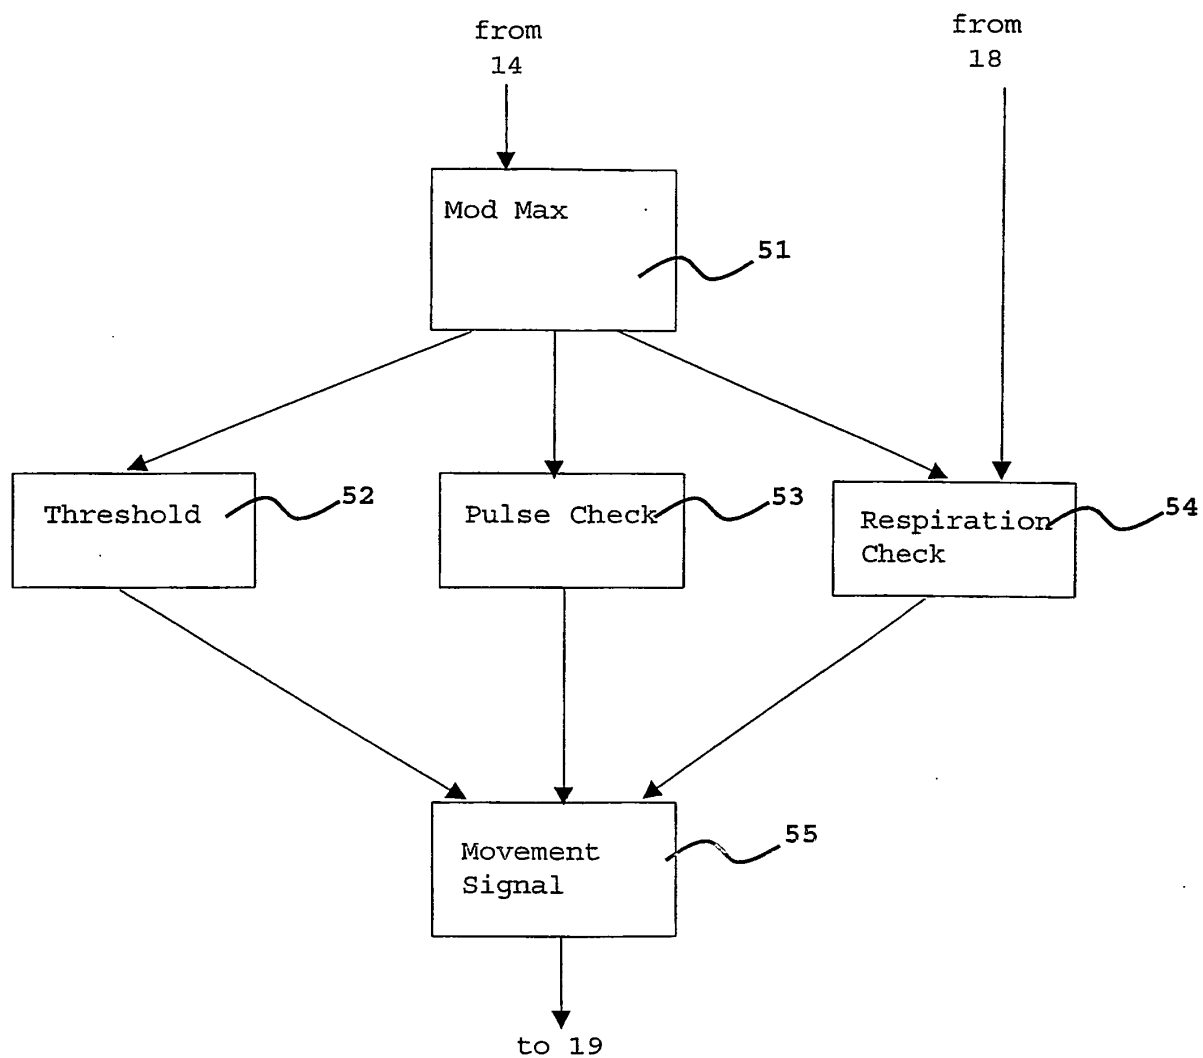 from
14
from
18
Mod Max
51
Threshold
52
Pulse Check
53
Respiration
Check
54
Movement
Signal
55
to 19